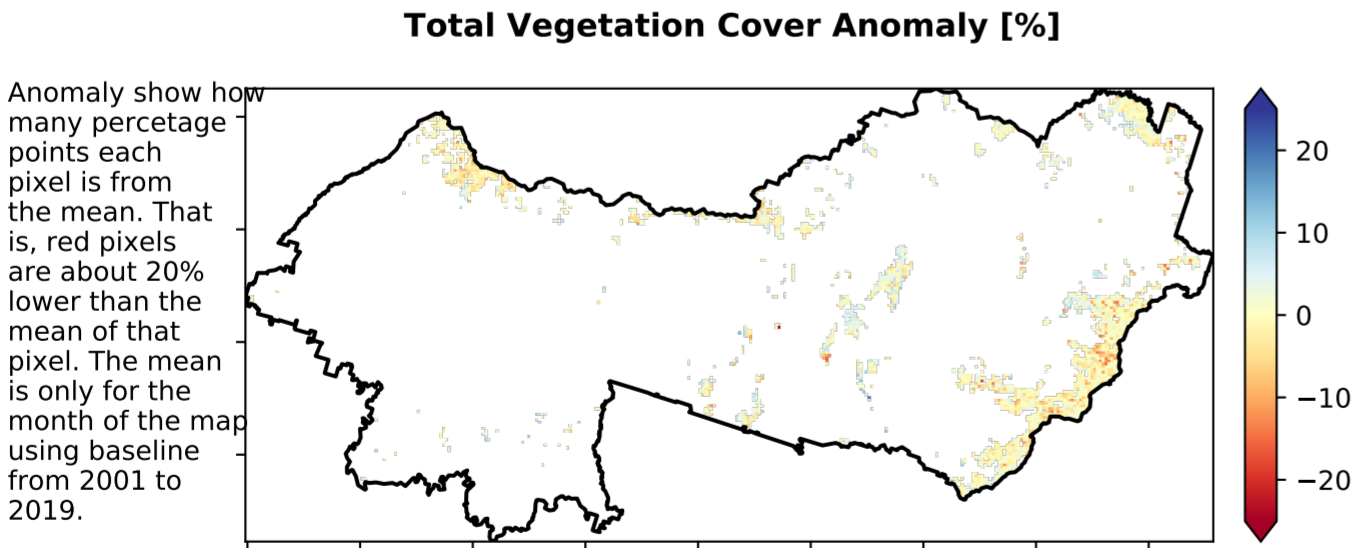 Total Vegetation Cover Anomaly [%]
Anomaly show how
many percetage
points each
pixel is from
the mean. That
is, red pixels
are about 20%
lower than the
mean of that
pixel. The mean
is only for the
month of the map
using baseline
from 2001 to
2019.
20
10
0
−10
−20